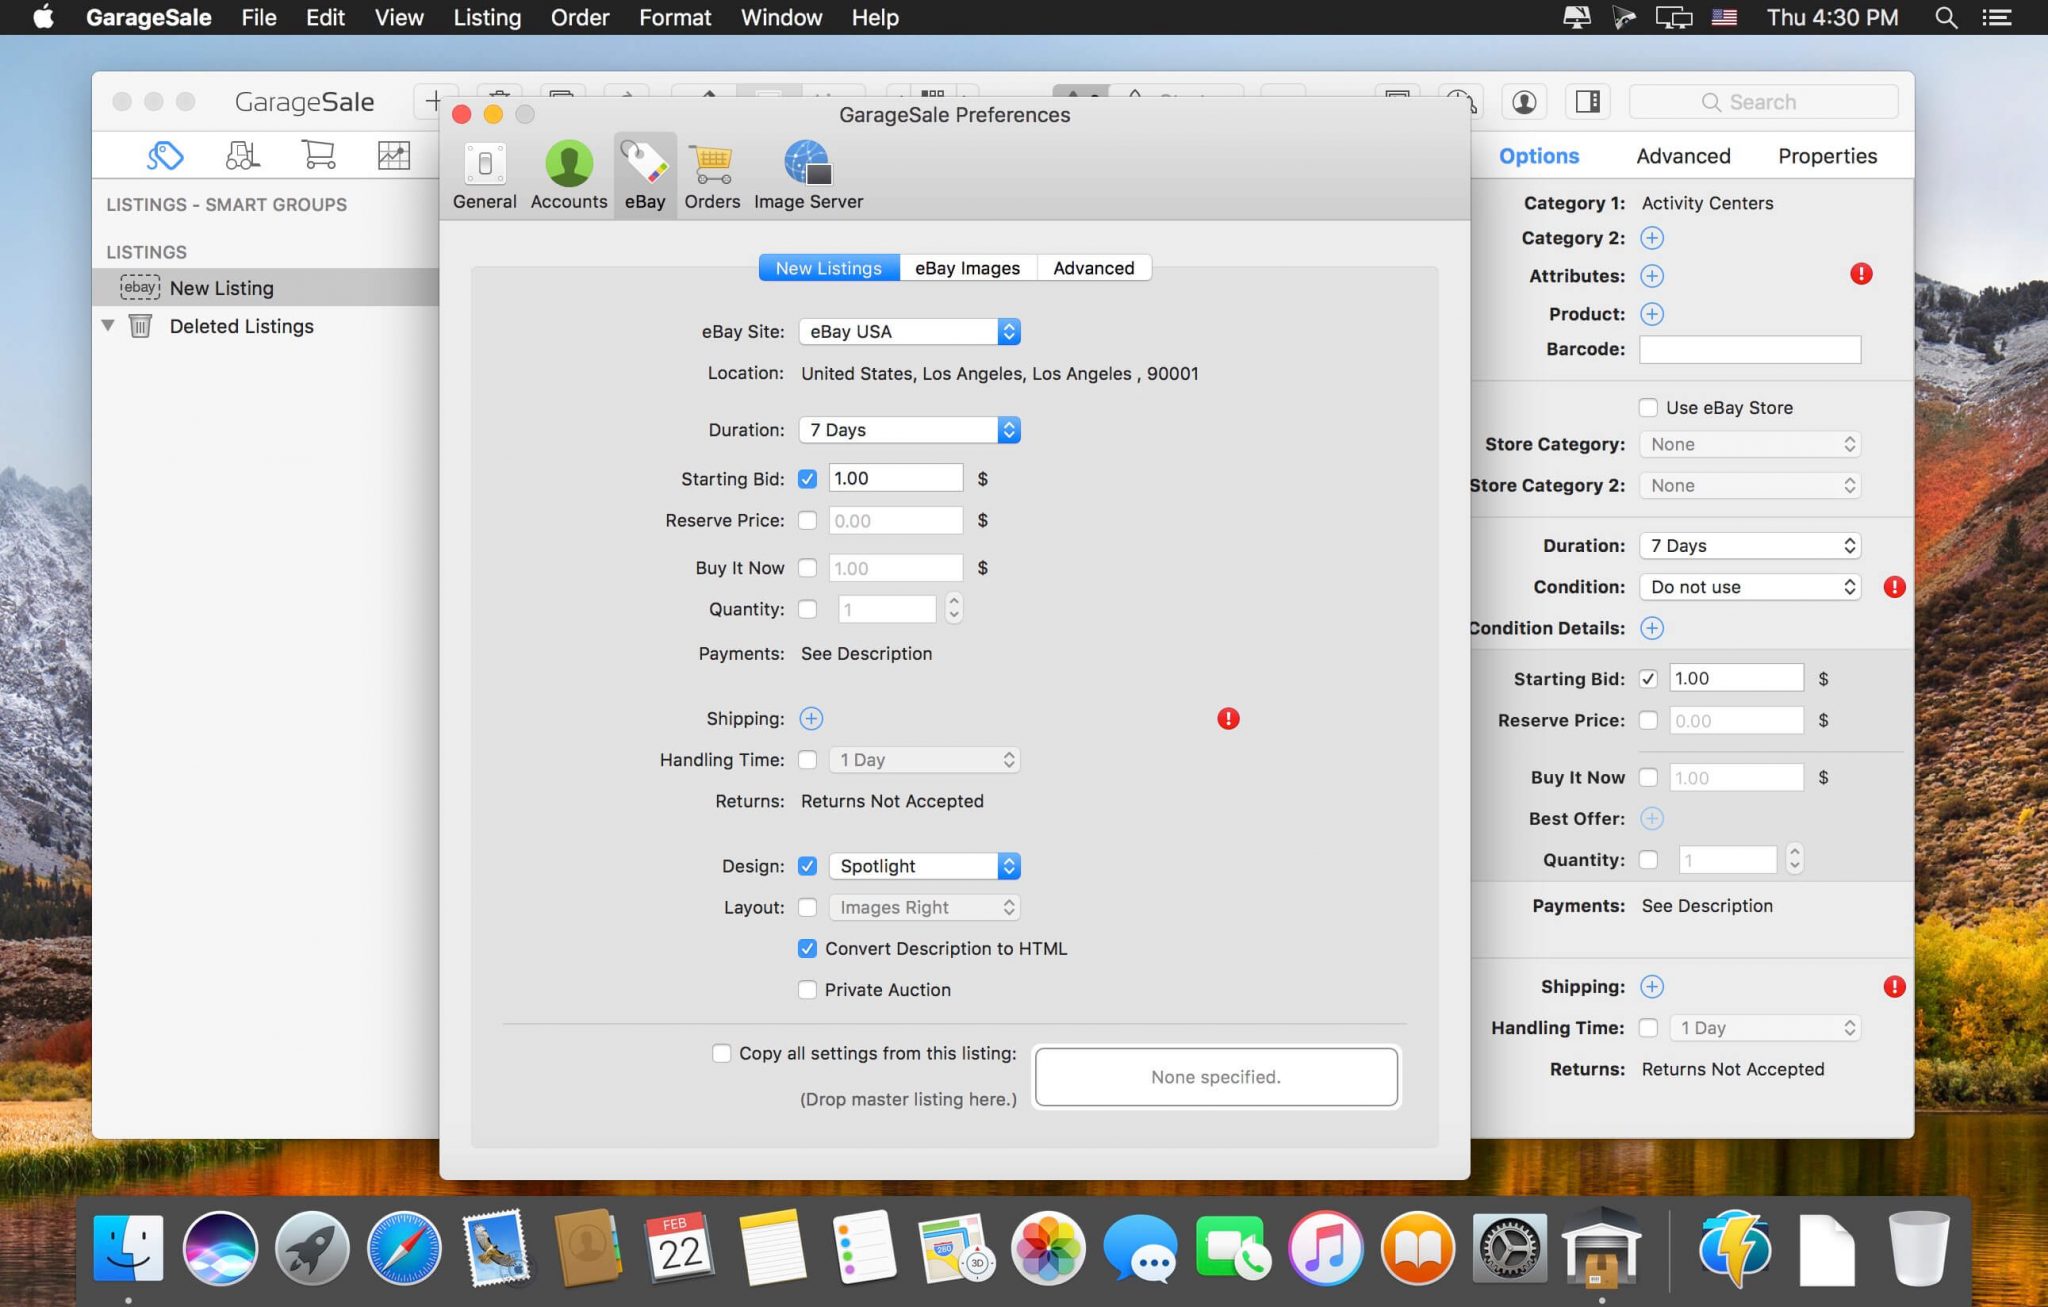 GarageSale File Edit View Listing Order Format Window Help Thu 4:30 PM
GarageSale
Search
GarageSale Preferences
General Accounts eBay Orders Image Server
Options Advanced Properties
LISTINGS - SMART GROUPS
LISTINGS
ebay New Listing
Deleted Listings
New Listings eBay Images Advanced
eBay Site: eBay USA
Location: United States, Los Angeles, Los Angeles , 90001
Duration: 7 Days
Starting Bid: 1.00 $
Reserve Price: 0.00 $
Buy It Now 1.00 $
Quantity: 1
Payments: See Description
Shipping:
Handling Time: 1 Day
Returns: Returns Not Accepted
Design: Spotlight
Layout: Images Right
Convert Description to HTML
Private Auction
Copy all settings from this listing:
(Drop master listing here.)
None specified.
Category 1: Activity Centers
Category 2:
Attributes:
Product:
Barcode:
Use eBay Store
Store Category: None
Store Category 2: None
Duration: 7 Days
Condition: Do not use
Condition Details:
Starting Bid: 1.00 $
Reserve Price: 0.00 $
Buy It Now 1.00 $
Best Offer:
Quantity: 1
Payments: See Description
Shipping:
Handling Time: 1 Day
Returns: Returns Not Accepted
FEB
22
280
3D